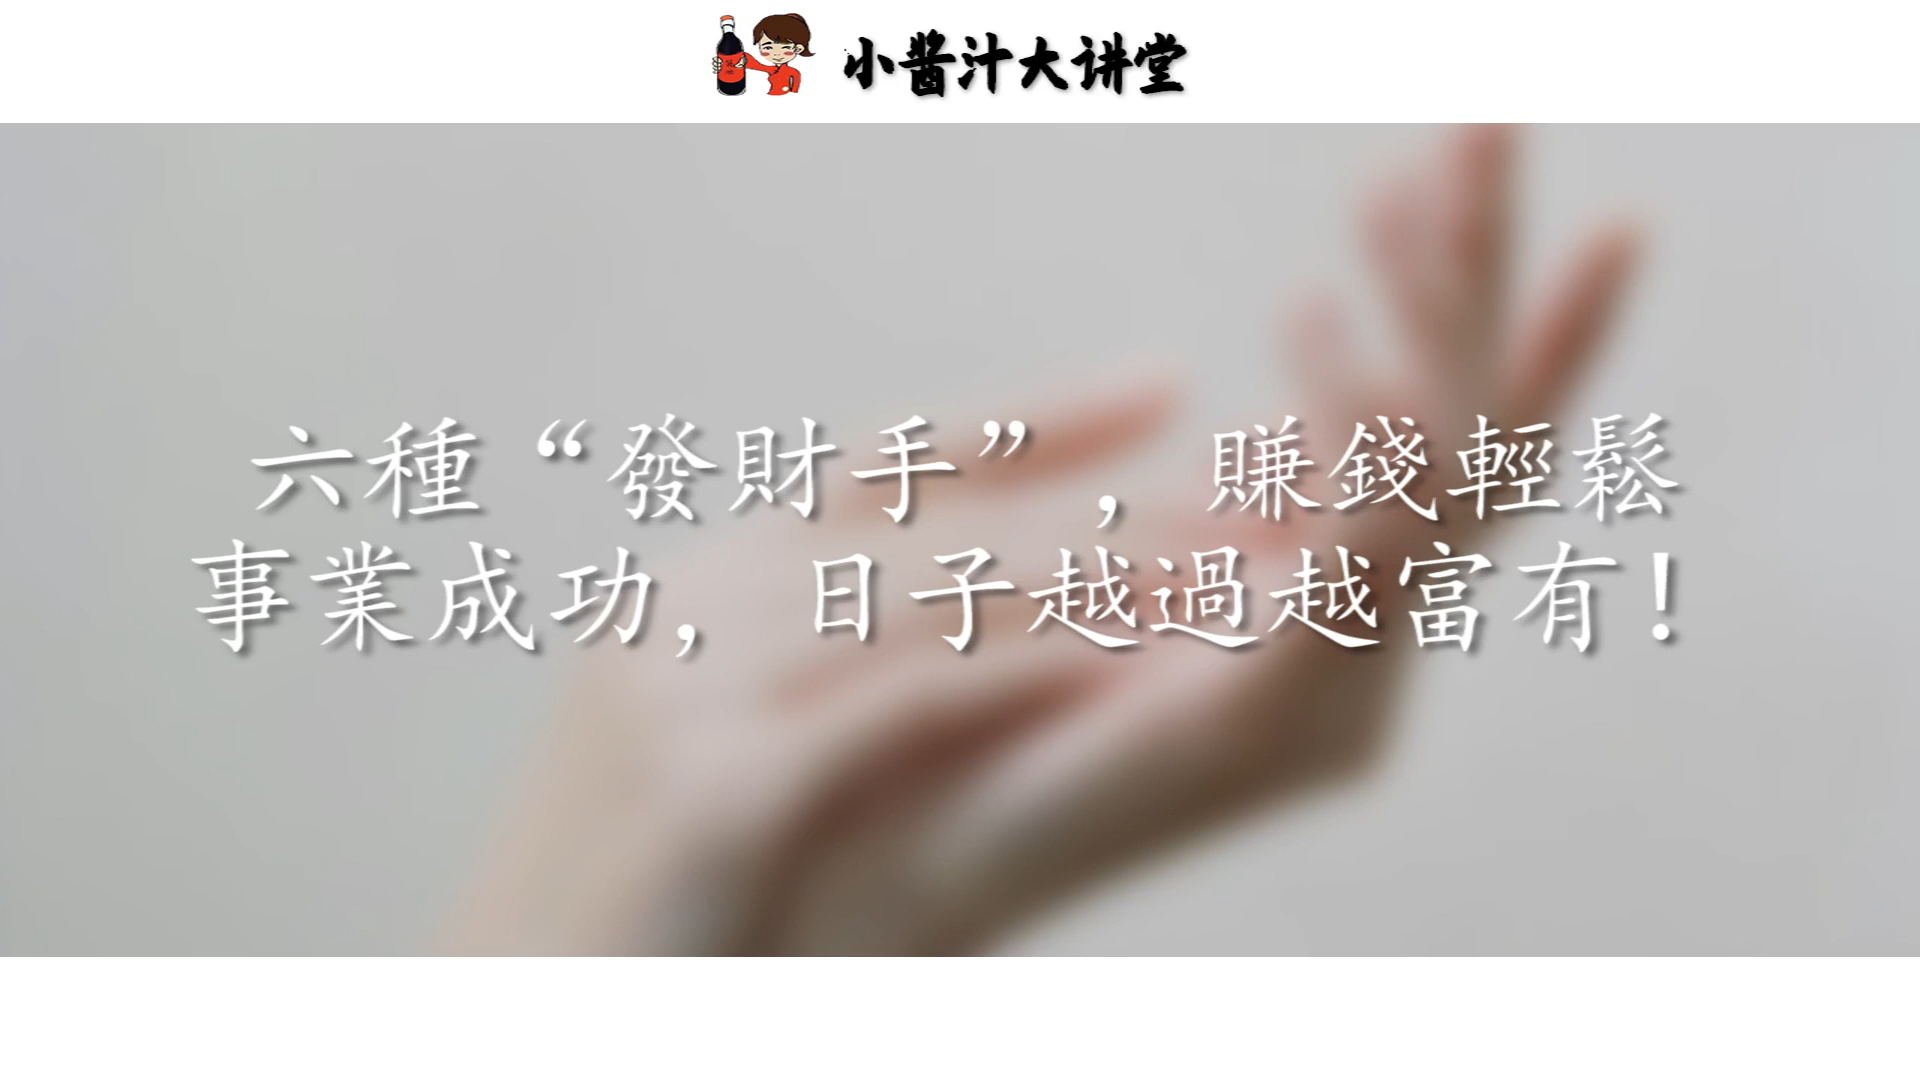 小酱汁大讲堂
六種“發財手”，賺錢輕鬆
事業成功，日子越過越富有！